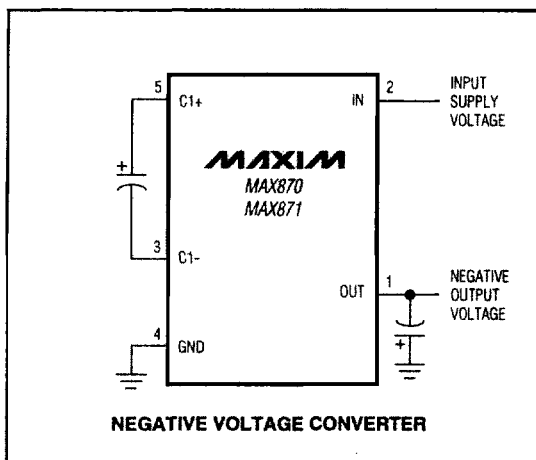 5
C1+
IN
2
INPUT
SUPPLY
VOLTAGE
MAXIM
MAX870
MAX871
+
3
C1-
OUT
1
NEGATIVE
OUTPUT
VOLTAGE
4
GND
+
NEGATIVE VOLTAGE CONVERTER